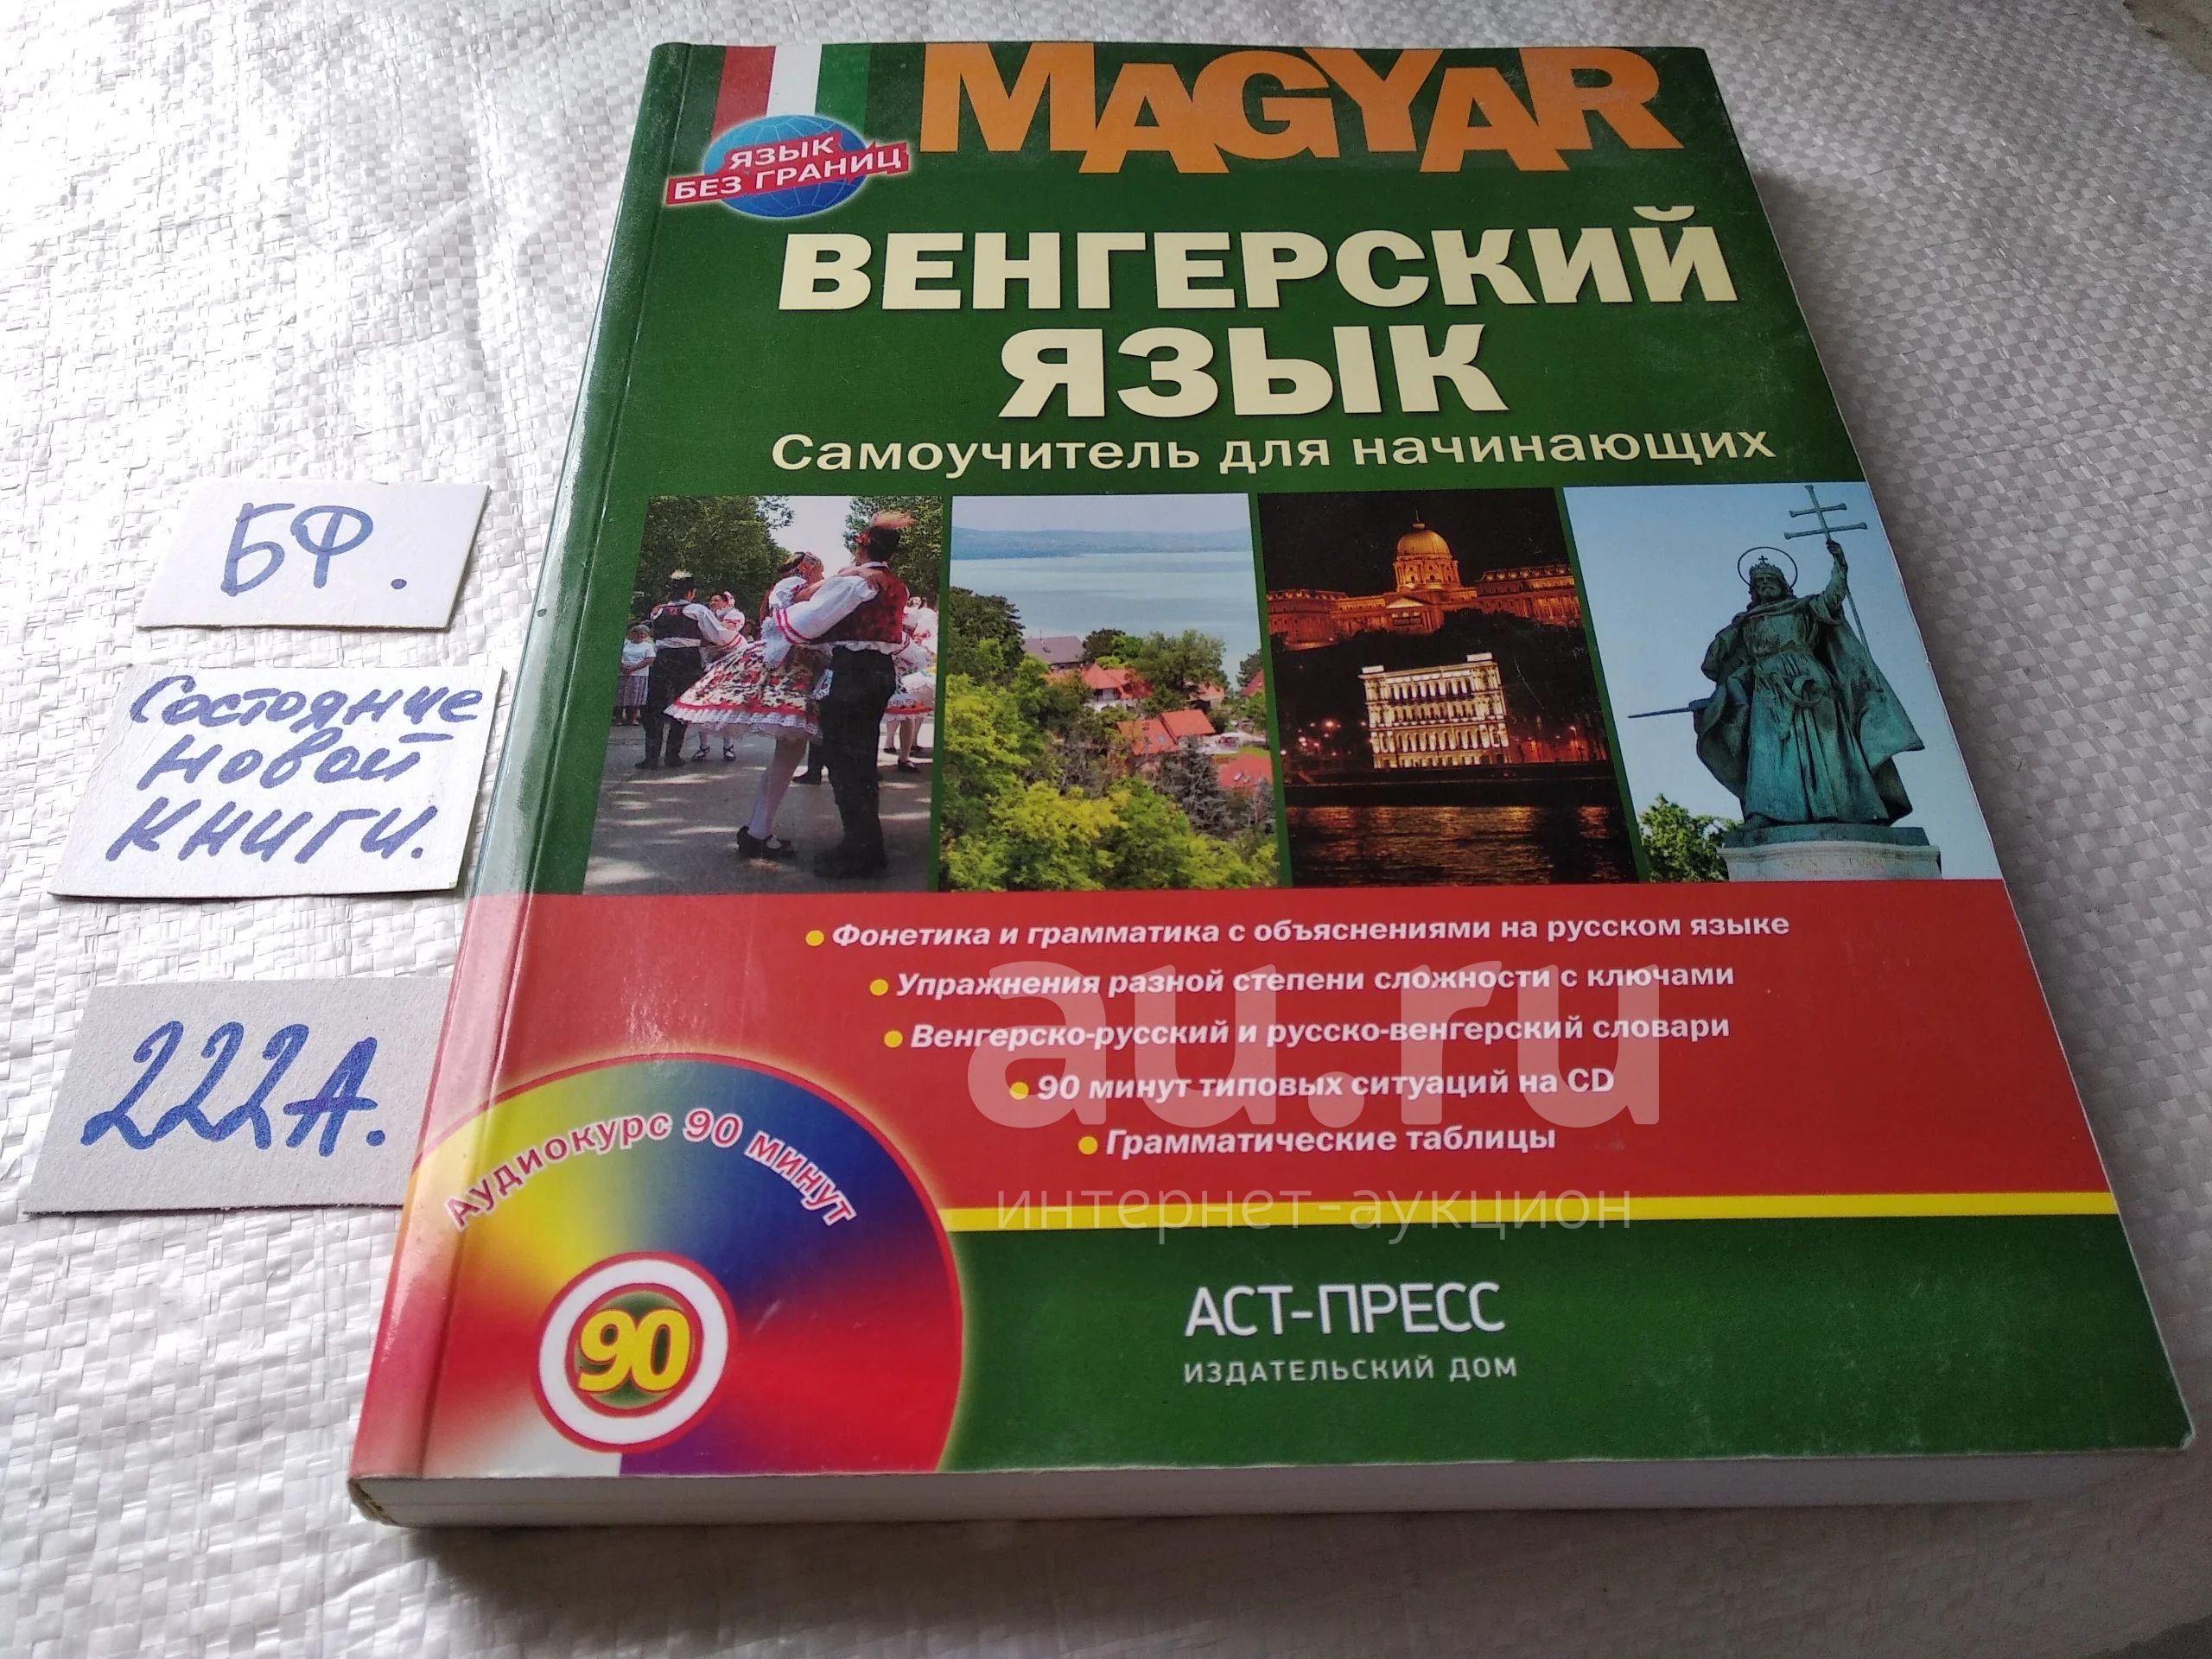 MAGYAR
ЯЗЫК
БЕЗ ГРАНИЦ
ВЕНГЕРСКИЙ
ЯЗЫК
Самоучитель для начинающих
БФ.
Состояние
новой
книги.
222А.
Фонетика и грамматика с объяснениями на русском языке
Упражнения разной степени сложности с ключами
Венгерско-русский и русско-венгерский словари
90 минут типовых ситуаций на CD
Грамматические таблицы
au.ru
интернет-аукцион
Аудиокурс 90 минут
90
АСТ-ПРЕСС
ИЗДАТЕЛЬСКИЙ ДОМ